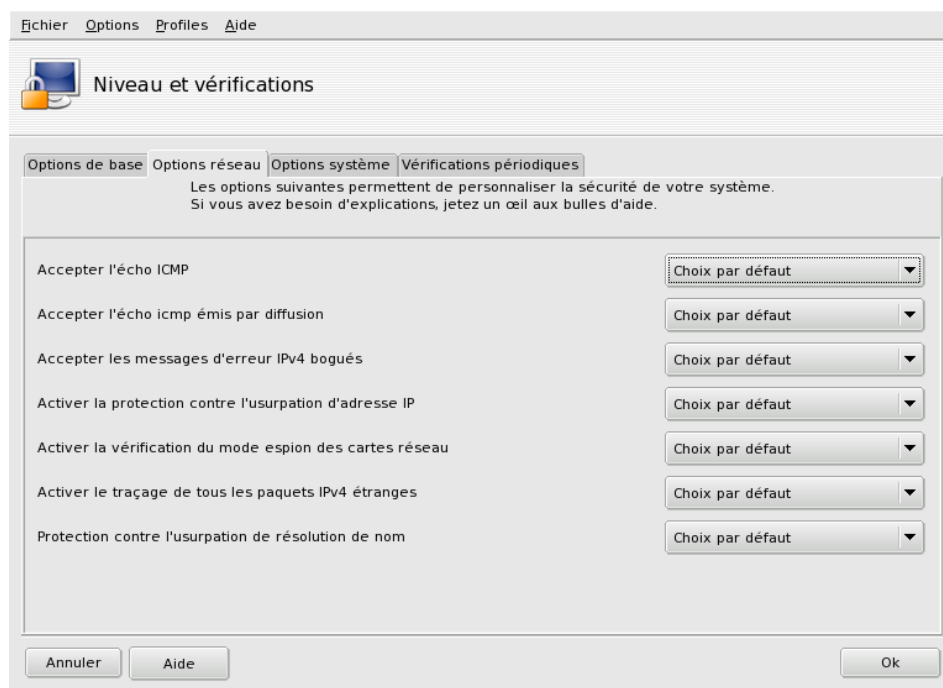 Fichier Options Profiles Aide
Niveau et vérifications
Options de base Options réseau Options système Vérifications périodiques
Les options suivantes permettent de personnaliser la sécurité de votre système.
Si vous avez besoin d'explications, jetez un œil aux bulles d'aide.
Accepter l'écho ICMP Choix par défaut
Accepter l'écho icmp émis par diffusion Choix par défaut
Accepter les messages d'erreur IPv4 bogués Choix par défaut
Activer la protection contre l'usurpation d'adresse IP Choix par défaut
Activer la vérification du mode espion des cartes réseau Choix par défaut
Activer le traçage de tous les paquets IPv4 étranges Choix par défaut
Protection contre l'usurpation de résolution de nom Choix par défaut
Annuler Aide Ok